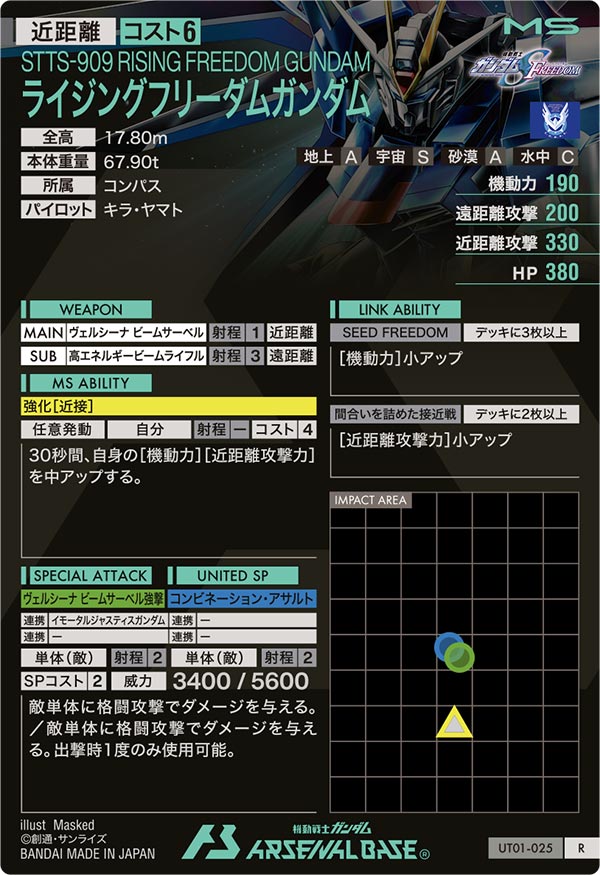 近距離 コスト6 MS
STTS-909 RISING FREEDOM GUNDAM
ライジングフリーダムガンダム
機動戦士 ガンダム SEED FREEDOM
全高 17.80m
本体重量 67.90t
所属 コンパス
パイロット キラ・ヤマト
地上 A 宇宙 S 砂漠 A 水中 C
機動力 190
遠距離攻撃 200
近距離攻撃 330
HP 380
WEAPON
MAIN ヴェルシーナ ビームサーベル 射程 1 近距離
SUB 高エネルギービームライフル 射程 3 遠距離
MS ABILITY
強化[近接]
任意発動 自分 射程 ー コスト 4
30秒間、自身の[機動力][近距離攻撃力]
を中アップする。
LINK ABILITY
SEED FREEDOM デッキに3枚以上
[機動力]小アップ
間合いを詰めた接近戦 デッキに2枚以上
[近距離攻撃力]小アップ
IMPACT AREA
SPECIAL ATTACK UNITED SP
ヴェルシーナ ビームサーベル強撃 コンビネーション・アサルト
連携 イモータルジャスティスガンダム 連携 ー
連携 ー 連携 ー
単体(敵) 射程 2 単体(敵) 射程 2
SPコスト 2 威力 3400 / 5600
敵単体に格闘攻撃でダメージを与える。
/敵単体に格闘攻撃でダメージを与え
る。出撃時1度のみ使用可能。
illust Masked
©創通・サンライズ
BANDAI MADE IN JAPAN
機動戦士ガンダム
ARSENAL BASE®
UT01-025 R